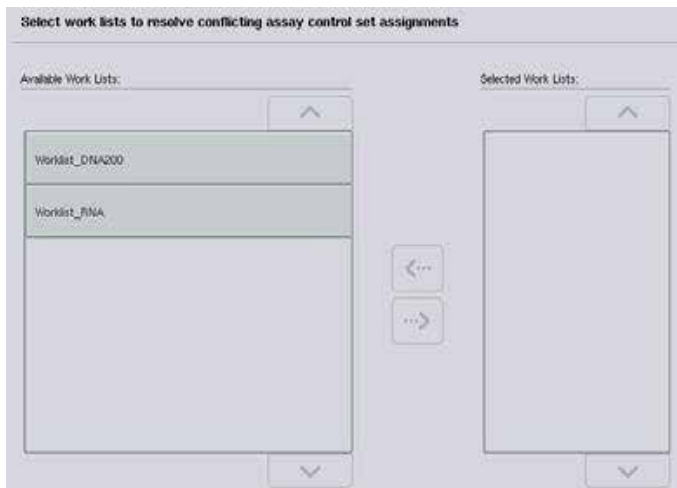 Select work lists to resolve conflicting assay control set assignments
Available Work Lists:
Selected Work Lists:
Worklist_DNA200
Worklist_RNA